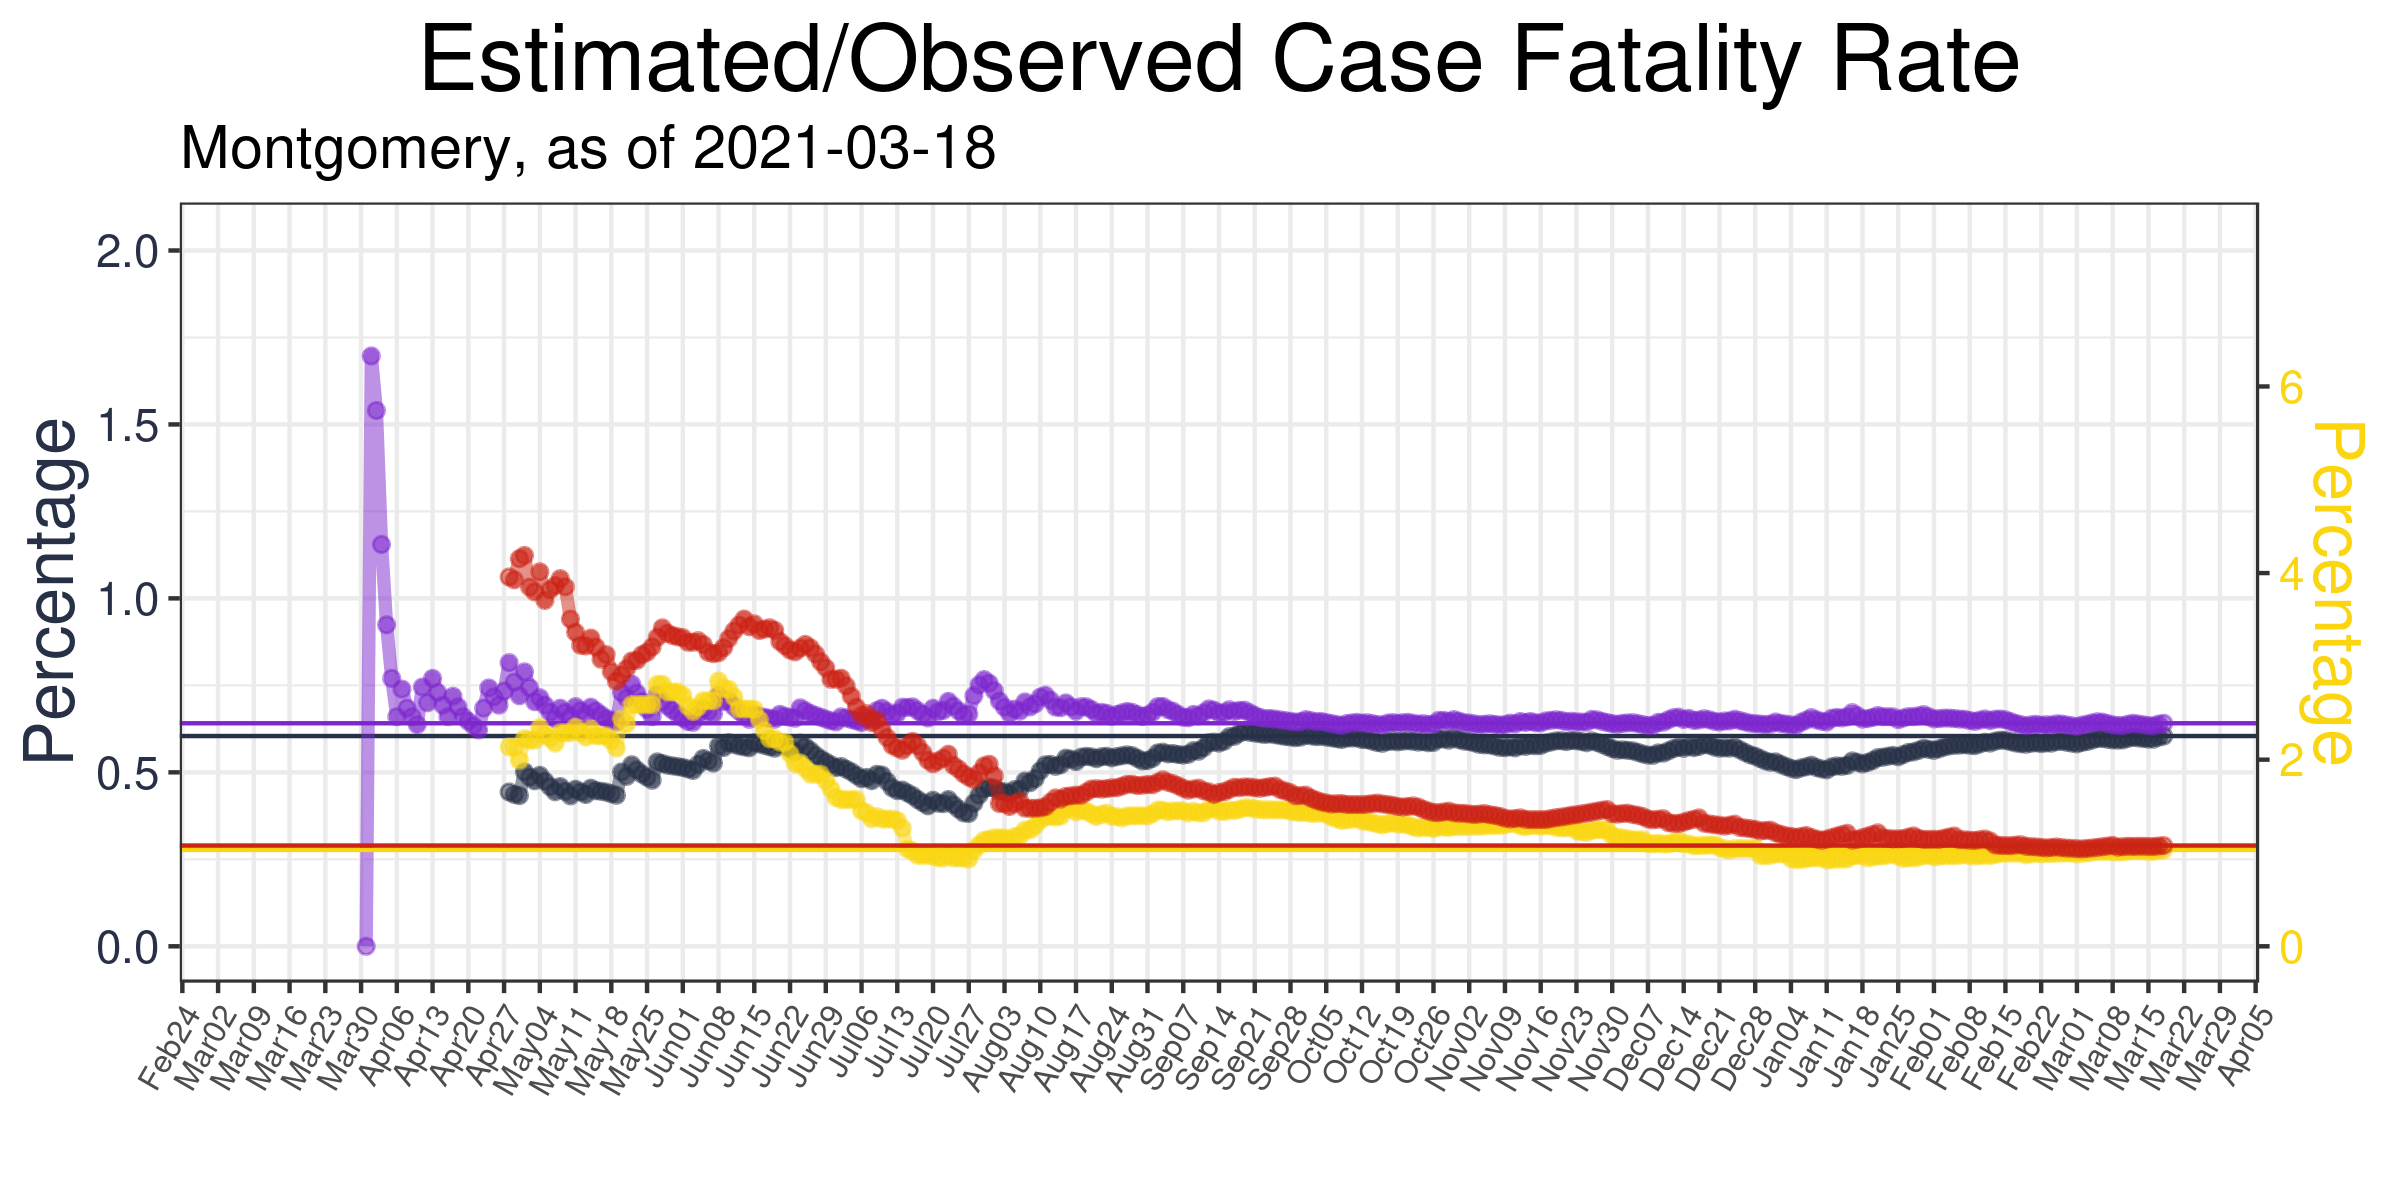 Estimated/Observed Case Fatality Rate
Montgomery, as of 2021-03-18
Percentage
2.0
1.5
1.0
0.5
0.0
6
4
2
0
Percentage
Feb24 Mar02 Mar09 Mar16 Mar23 Mar30 Apr06 Apr13 Apr20 Apr27 May04 May11 May18 May25 Jun01 Jun08 Jun15 Jun22 Jun29 Jul06 Jul13 Jul20 Jul27 Aug03 Aug10 Aug17 Aug24 Aug31 Sep07 Sep14 Sep21 Sep28 Oct05 Oct12 Oct19 Oct26 Nov02 Nov09 Nov16 Nov23 Nov30 Dec07 Dec14 Dec21 Dec28 Jan04 Jan11 Jan18 Jan25 Feb01 Feb08 Feb15 Feb22 Mar01 Mar08 Mar15 Mar22 Mar29 Apr05